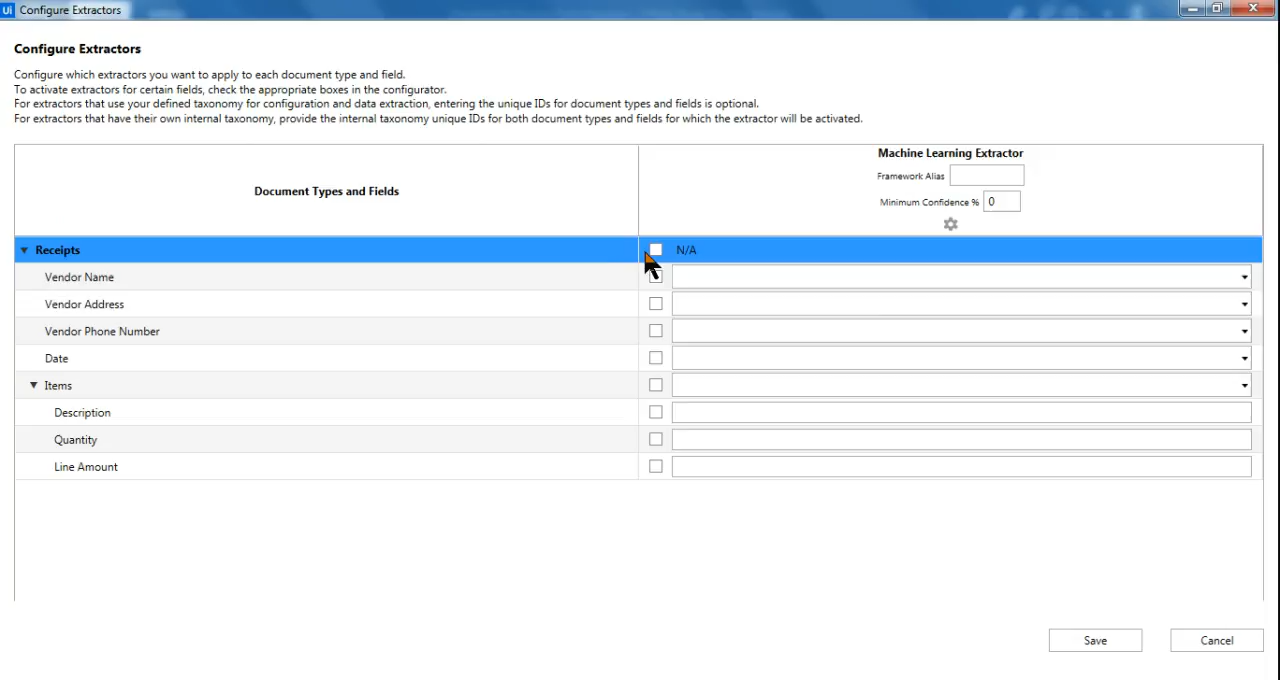 Ui Configure Extractors
Configure Extractors
Configure which extractors you want to apply to each document type and field.
To activate extractors for certain fields, check the appropriate boxes in the configurator.
For extractors that use your defined taxonomy for configuration and data extraction, entering the unique IDs for document types and fields is optional.
For extractors that have their own internal taxonomy, provide the internal taxonomy unique IDs for both document types and fields for which the extractor will be activated.
Document Types and Fields
Machine Learning Extractor
Framework Alias
Minimum Confidence % 0
Receipts N/A
Vendor Name
Vendor Address
Vendor Phone Number
Date
Items
Description
Quantity
Line Amount
Save Cancel